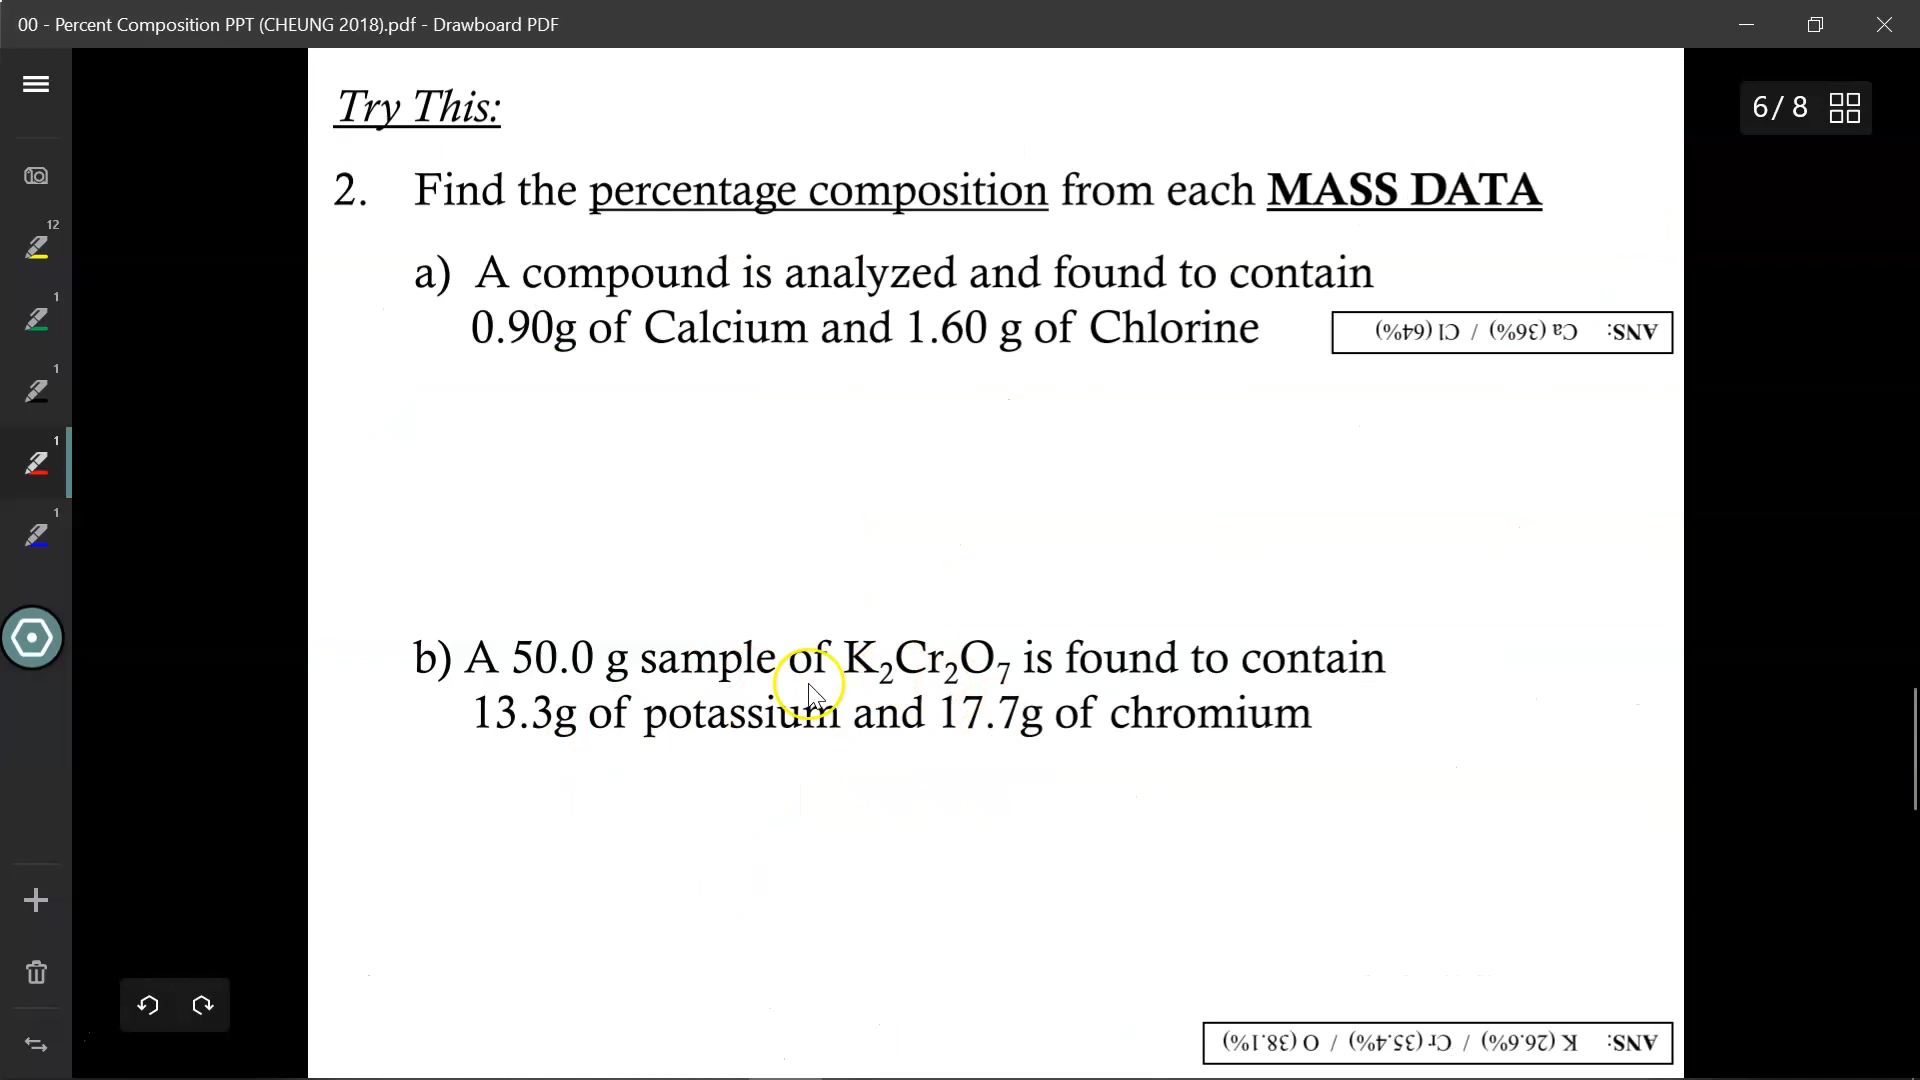 00 - Percent Composition PPT (CHEUNG 2018).pdf - Drawboard PDF
6/ 8
Try This:
2. Find the percentage composition from each MASS DATA
a) A compound is analyzed and found to contain
0.90g of Calcium and 1.60 g of Chlorine
ANS: Ca (36%) / Cl (64%)
b) A 50.0 g sample of K₂Cr₂O₇ is found to contain
13.3g of potassium and 17.7g of chromium
ANS: K (26.6%) / Cr (35.4%) / O (38.1%)
12
1
1
1
1